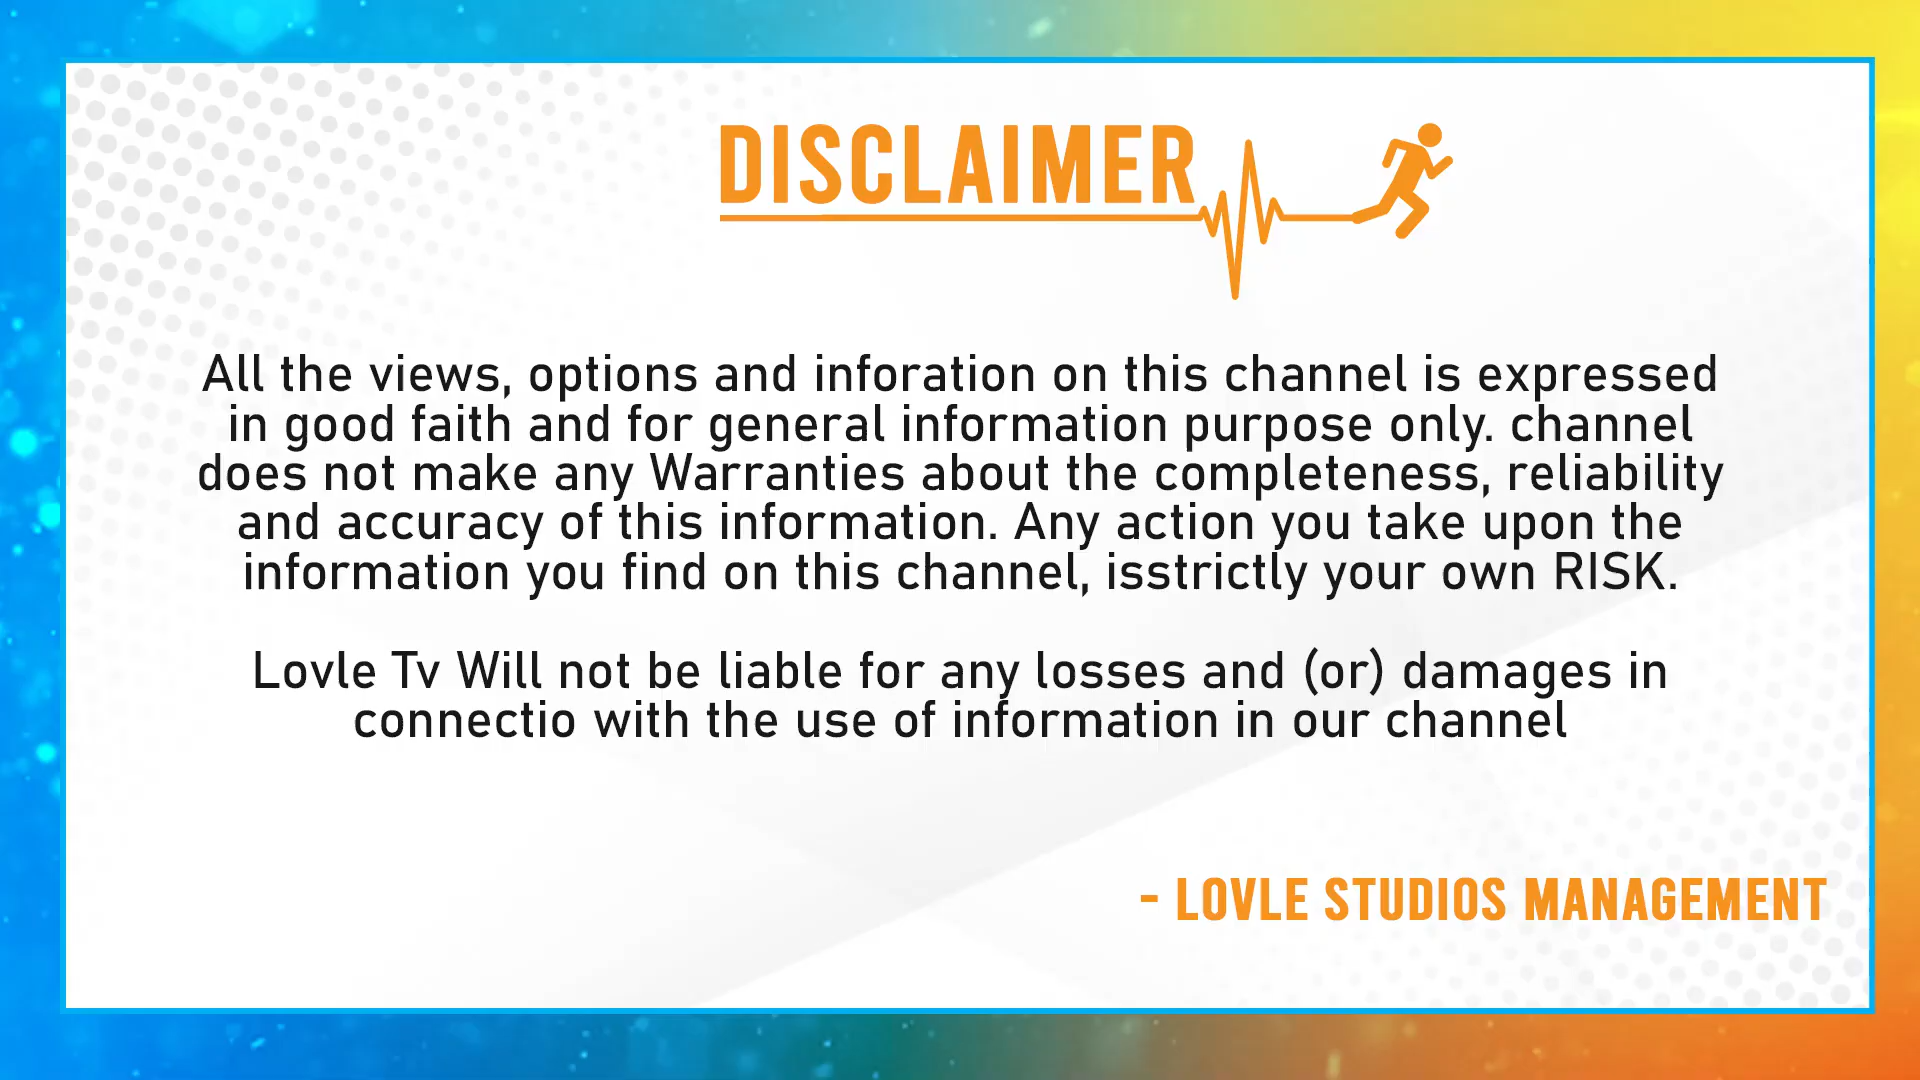 DISCLAIMER
All the views, options and inforation on this channel is expressed
in good faith and for general information purpose only. channel
does not make any Warranties about the completeness, reliability
and accuracy of this information. Any action you take upon the
information you find on this channel, isstrictly your own RISK.
Lovle Tv Will not be liable for any losses and (or) damages in
connectio with the use of information in our channel
- LOVLE STUDIOS MANAGEMENT